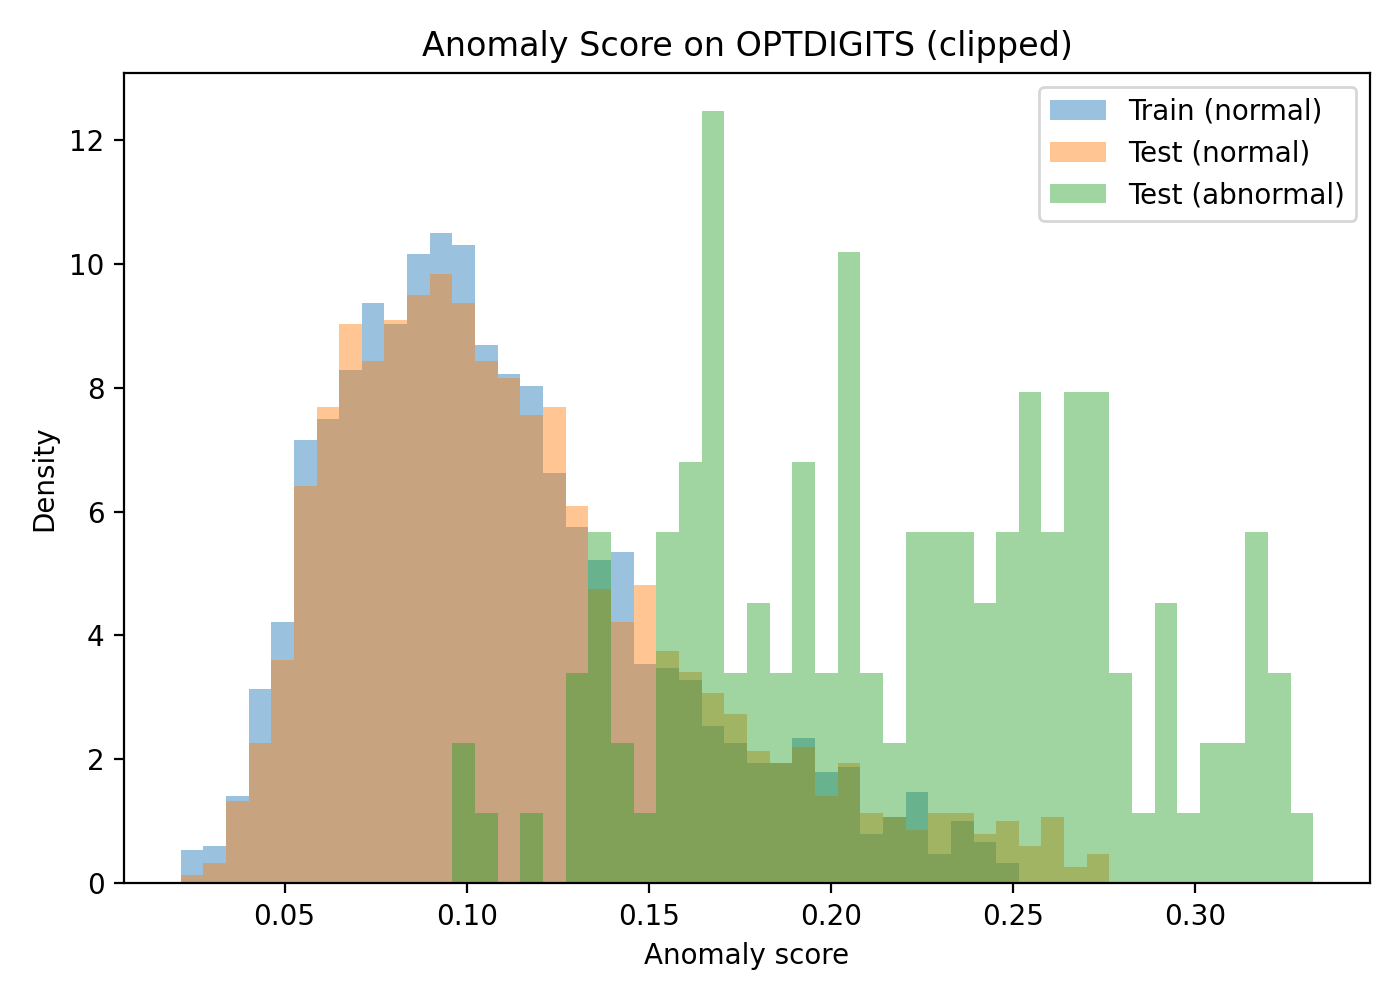 Anomaly Score on OPTDIGITS (clipped)
Train (normal)
Test (normal)
Test (abnormal)
Density
12
10
8
6
4
2
0
0.05 0.10 0.15 0.20 0.25 0.30
Anomaly score